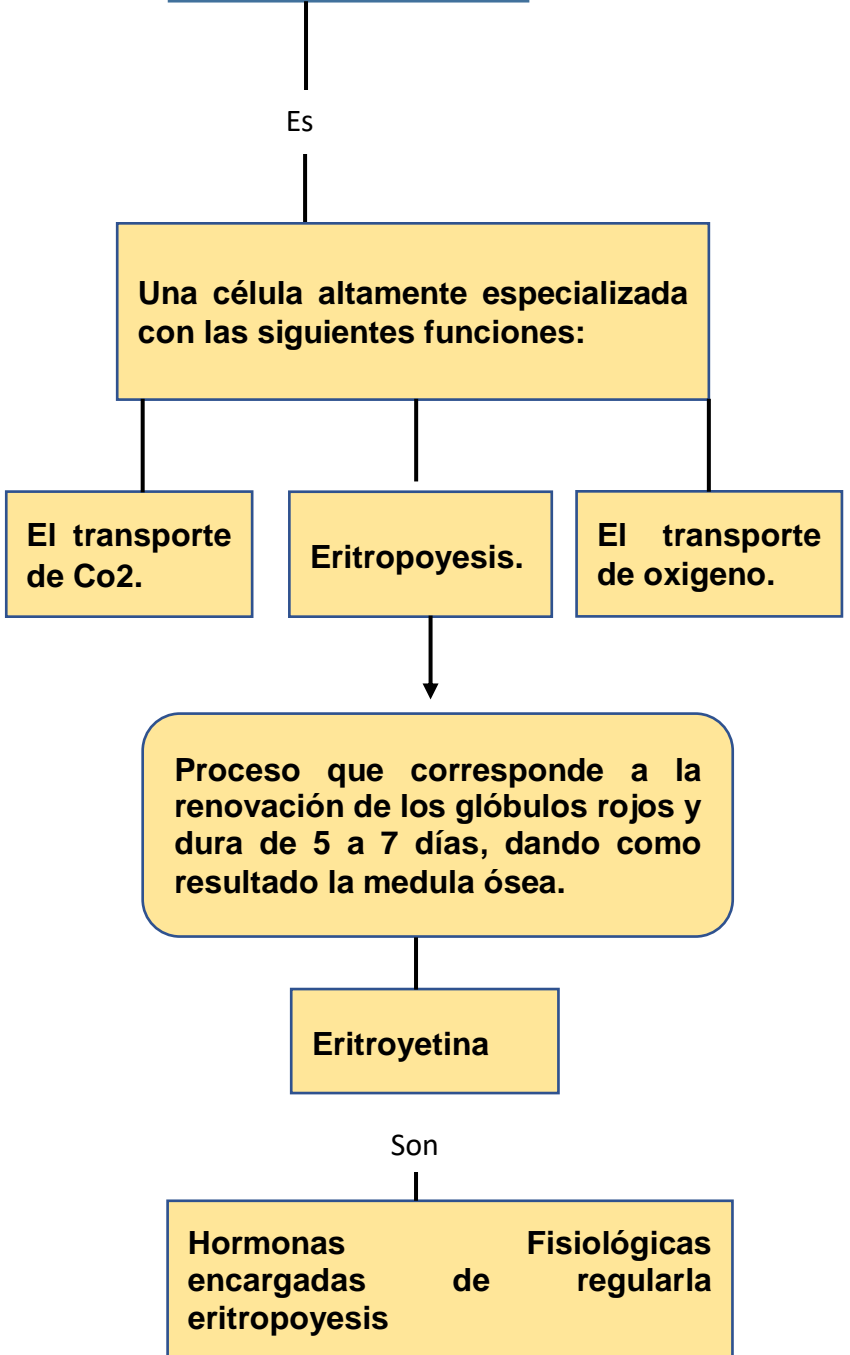 Es
Una célula altamente especializada
con las siguientes funciones:
El transporte
de Co2.
Eritropoyesis.
El transporte
de oxigeno.
Proceso que corresponde a la
renovación de los glóbulos rojos y
dura de 5 a 7 días, dando como
resultado la medula ósea.
Eritroyetina
Son
Hormonas Fisiológicas
encargadas de regularla
eritropoyesis